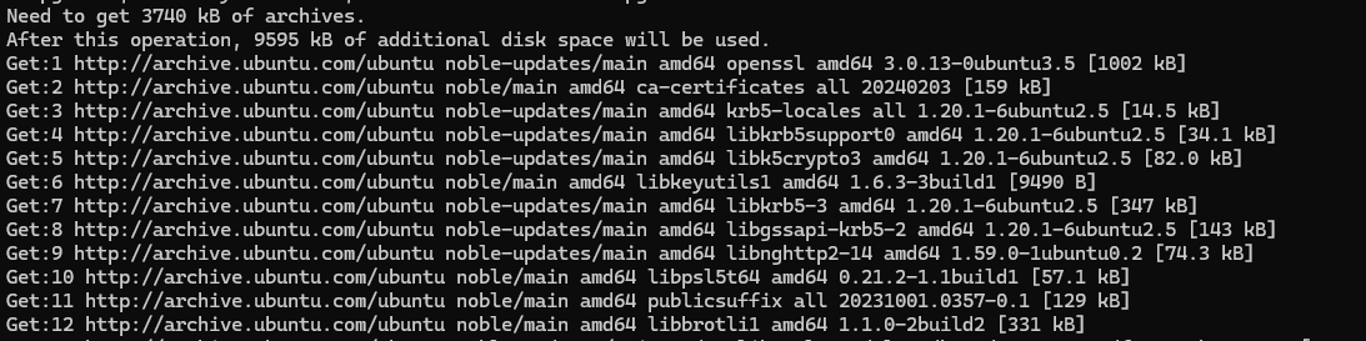 Need to get 3740 kB of archives.
After this operation, 9595 kB of additional disk space will be used.
Get:1 http://archive.ubuntu.com/ubuntu noble-updates/main amd64 openssl amd64 3.0.13-0ubuntu3.5 [1002 kB]
Get:2 http://archive.ubuntu.com/ubuntu noble/main amd64 ca-certificates all 20240203 [159 kB]
Get:3 http://archive.ubuntu.com/ubuntu noble-updates/main amd64 krb5-locales all 1.20.1-6ubuntu2.5 [14.5 kB]
Get:4 http://archive.ubuntu.com/ubuntu noble-updates/main amd64 libkrb5support0 amd64 1.20.1-6ubuntu2.5 [34.1 kB]
Get:5 http://archive.ubuntu.com/ubuntu noble-updates/main amd64 libk5crypto3 amd64 1.20.1-6ubuntu2.5 [82.0 kB]
Get:6 http://archive.ubuntu.com/ubuntu noble/main amd64 libkeyutils1 amd64 1.6.3-3build1 [9490 B]
Get:7 http://archive.ubuntu.com/ubuntu noble-updates/main amd64 libkrb5-3 amd64 1.20.1-6ubuntu2.5 [347 kB]
Get:8 http://archive.ubuntu.com/ubuntu noble-updates/main amd64 libgssapi-krb5-2 amd64 1.20.1-6ubuntu2.5 [143 kB]
Get:9 http://archive.ubuntu.com/ubuntu noble-updates/main amd64 libnghttp2-14 amd64 1.59.0-1ubuntu0.2 [74.3 kB]
Get:10 http://archive.ubuntu.com/ubuntu noble/main amd64 libpsl5t64 amd64 0.21.2-1.1build1 [57.1 kB]
Get:11 http://archive.ubuntu.com/ubuntu noble/main amd64 publicsuffix all 20231001.0357-0.1 [129 kB]
Get:12 http://archive.ubuntu.com/ubuntu noble/main amd64 libbrotli1 amd64 1.1.0-2build2 [331 kB]